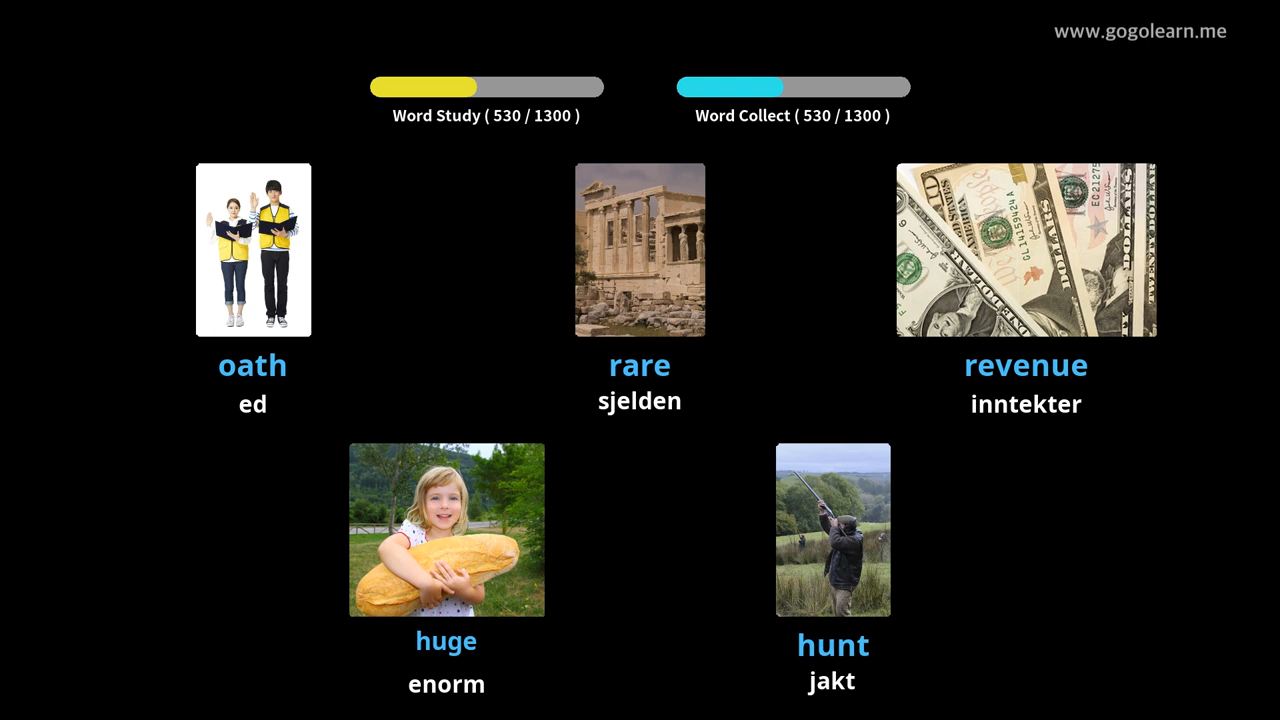 www.gogolearn.me
Word Study ( 530 / 1300 )
Word Collect ( 530 / 1300 )
oath
ed
rare
sjelden
revenue
inntekter
huge
enorm
hunt
jakt